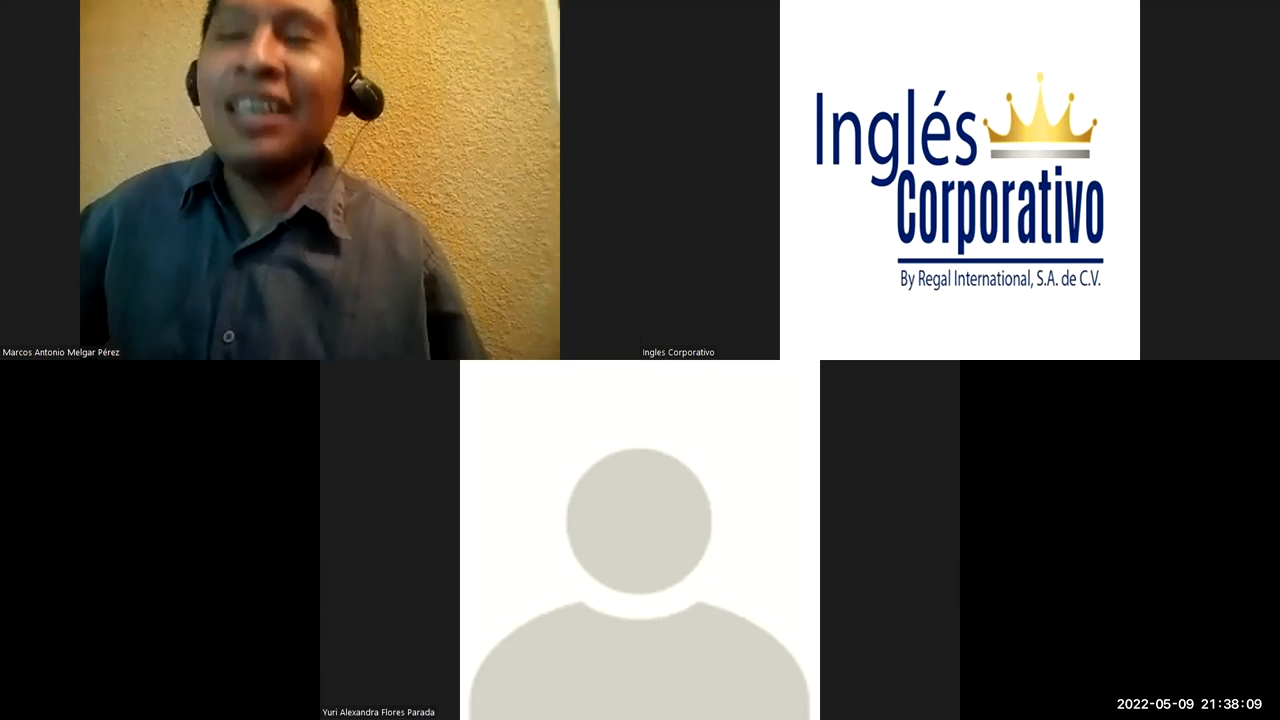 Inglés
Corporativo
By Regal International, S.A. de C.V.
Marcos Antonio Melgar Pérez
Ingles Corporativo
Yuri Alexandra Flores Parada
2022-05-09 21:38:09